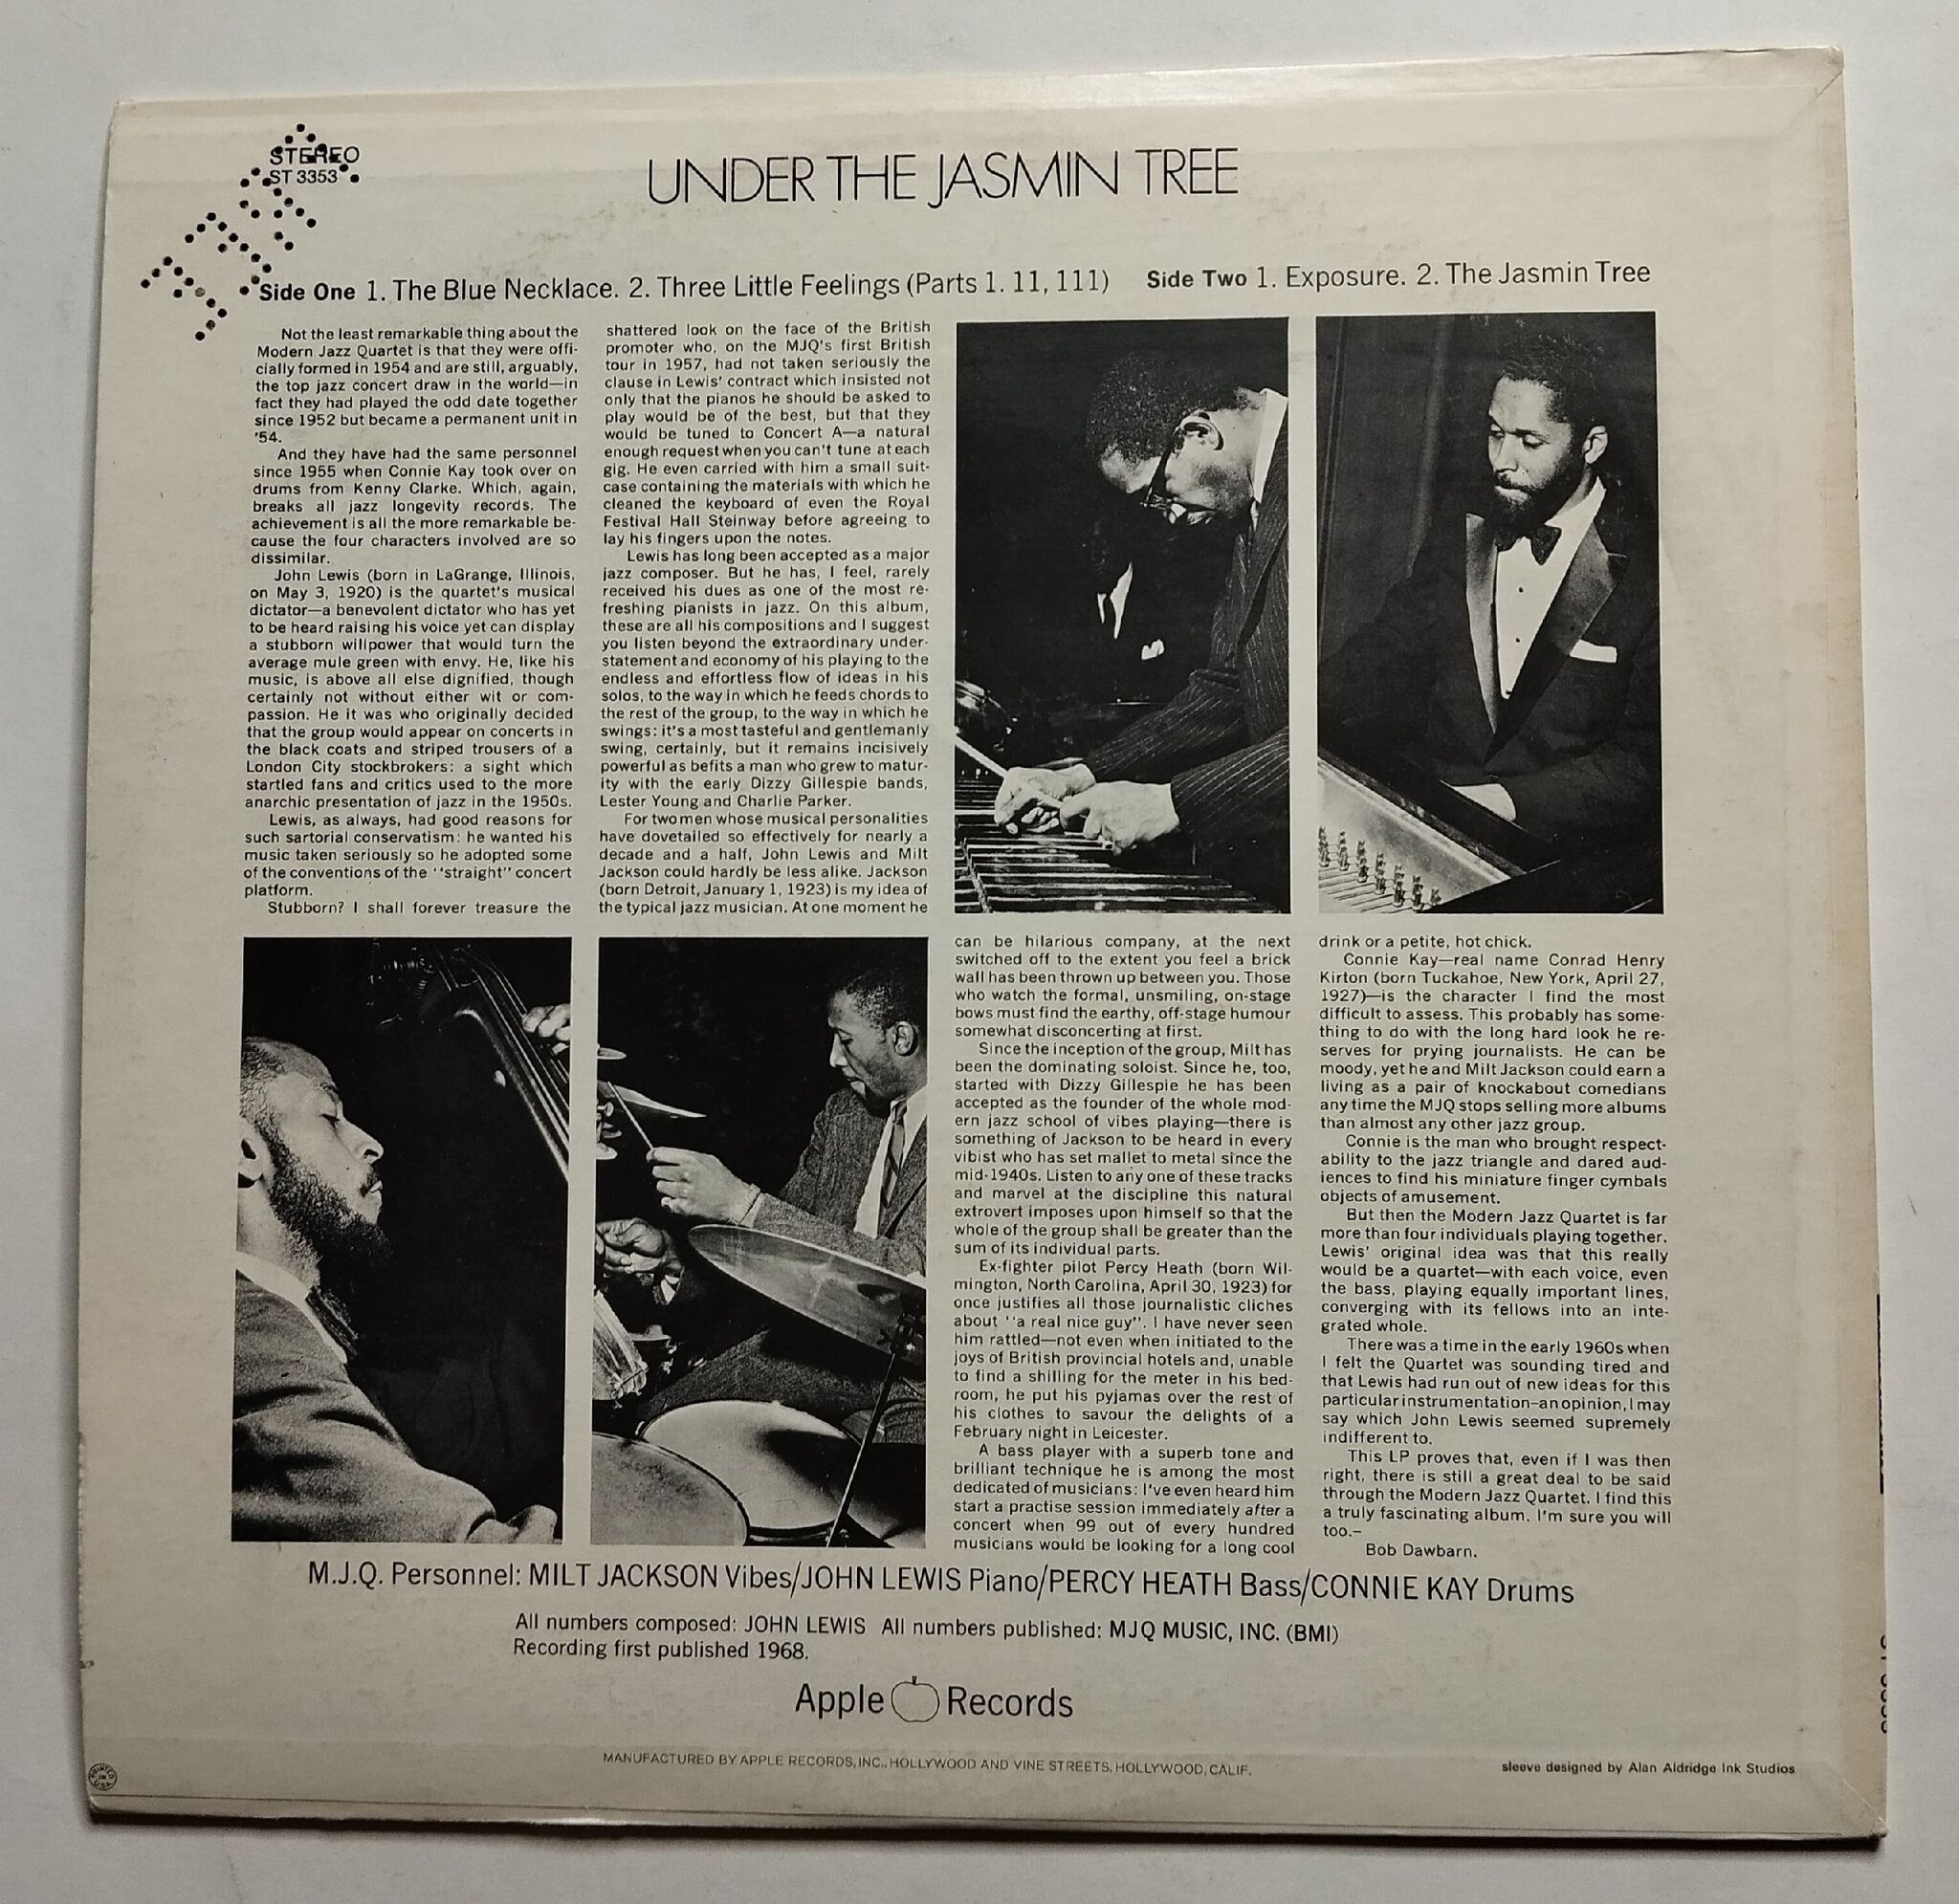 STEREO
ST 3353
UNDER THE JASMIN TREE
Side One 1. The Blue Necklace. 2. Three Little Feelings (Parts 1. 11, 111) Side Two 1. Exposure. 2. The Jasmin Tree
Not the least remarkable thing about the
Modern Jazz Quartet is that they were offi-
cially formed in 1954 and are still, arguably,
the top jazz concert draw in the world—in
fact they had played the odd date together
since 1952 but became a permanent unit in
'54.
And they have had the same personnel
since 1955 when Connie Kay took over on
drums from Kenny Clarke. Which, again,
breaks all jazz longevity records. The
achievement is all the more remarkable be-
cause the four characters involved are so
dissimilar.
John Lewis (born in LaGrange, Illinois,
on May 3, 1920) is the quartet's musical
dictator—a benevolent dictator who has yet
to be heard raising his voice yet can display
a stubborn willpower that would turn the
average mule green with envy. He, like his
music, is above all else dignified, though
certainly not without either wit or com-
passion. He it was who originally decided
that the group would appear on concerts in
the black coats and striped trousers of a
London City stockbrokers: a sight which
startled fans and critics used to the more
anarchic presentation of jazz in the 1950s.
Lewis, as always, had good reasons for
such sartorial conservatism: he wanted his
music taken seriously so he adopted some
of the conventions of the "straight" concert
platform.
Stubborn? I shall forever treasure the
shattered look on the face of the British
promoter who, on the MJQ's first British
tour in 1957, had not taken seriously the
clause in Lewis' contract which insisted not
only that the pianos he should be asked to
play would be of the best, but that they
would be tuned to Concert A—a natural
enough request when you can't tune at each
gig. He even carried with him a small suit-
case containing the materials with which he
cleaned the keyboard of even the Royal
Festival Hall Steinway before agreeing to
lay his fingers upon the notes.
Lewis has long been accepted as a major
jazz composer. But he has, I feel, rarely
received his dues as one of the most re-
freshing pianists in jazz. On this album,
these are all his compositions and I suggest
you listen beyond the extraordinary under-
statement and economy of his playing to the
endless and effortless flow of ideas in his
solos, to the way in which he feeds chords to
the rest of the group, to the way in which he
swings: it's a most tasteful and gentlemanly
swing, certainly, but it remains incisively
powerful as befits a man who grew to matur-
ity with the early Dizzy Gillespie bands,
Lester Young and Charlie Parker.
For two men whose musical personalities
have dovetailed so effectively for nearly a
decade and a half, John Lewis and Milt
Jackson could hardly be less alike. Jackson
(born Detroit, January 1, 1923) is my idea of
the typical jazz musician. At one moment he
can be hilarious company, at the next
switched off to the extent you feel a brick
wall has been thrown up between you. Those
who watch the formal, unsmiling, on-stage
bows must find the earthy, off-stage humour
somewhat disconcerting at first.
Since the inception of the group, Milt has
been the dominating soloist. Since he, too,
started with Dizzy Gillespie he has been
accepted as the founder of the whole mod-
ern jazz school of vibes playing—there is
something of Jackson to be heard in every
vibist who has set mallet to metal since the
mid-1940s. Listen to any one of these tracks
and marvel at the discipline this natural
extrovert imposes upon himself so that the
whole of the group shall be greater than the
sum of its individual parts.
Ex-fighter pilot Percy Heath (born Wil-
mington, North Carolina, April 30, 1923) for
once justifies all those journalistic cliches
about "a real nice guy". I have never seen
him rattled—not even when initiated to the
joys of British provincial hotels and, unable
to find a shilling for the meter in his bed-
room, he put his pyjamas over the rest of
his clothes to savour the delights of a
February night in Leicester.
A bass player with a superb tone and
brilliant technique he is among the most
dedicated of musicians: I've even heard him
start a practise session immediately after a
concert when 99 out of every hundred
musicians would be looking for a long cool
drink or a petite, hot chick.
Connie Kay—real name Conrad Henry
Kirton (born Tuckahoe, New York, April 27,
1927)—is the character I find the most
difficult to assess. This probably has some-
thing to do with the long hard look he re-
serves for prying journalists. He can be
moody, yet he and Milt Jackson could earn a
living as a pair of knockabout comedians
any time the MJQ stops selling more albums
than almost any other jazz group.
Connie is the man who brought respect-
ability to the jazz triangle and dared aud-
iences to find his miniature finger cymbals
objects of amusement.
But then the Modern Jazz Quartet is far
more than four individuals playing together.
Lewis' original idea was that this really
would be a quartet—with each voice, even
the bass, playing equally important lines,
converging with its fellows into an inte-
grated whole.
There was a time in the early 1960s when
I felt the Quartet was sounding tired and
that Lewis had run out of new ideas for this
particular instrumentation–an opinion, I may
say which John Lewis seemed supremely
indifferent to.
This LP proves that, even if I was then
right, there is still a great deal to be said
through the Modern Jazz Quartet. I find this
a truly fascinating album. I'm sure you will
too.–
Bob Dawbarn.
M.J.Q. Personnel: MILT JACKSON Vibes/JOHN LEWIS Piano/PERCY HEATH Bass/CONNIE KAY Drums
All numbers composed: JOHN LEWIS All numbers published: MJQ MUSIC, INC. (BMI)
Recording first published 1968.
Apple Records
MANUFACTURED BY APPLE RECORDS, INC., HOLLYWOOD AND VINE STREETS, HOLLYWOOD, CALIF.
sleeve designed by Alan Aldridge Ink Studios
PRINTED IN U.S.A.